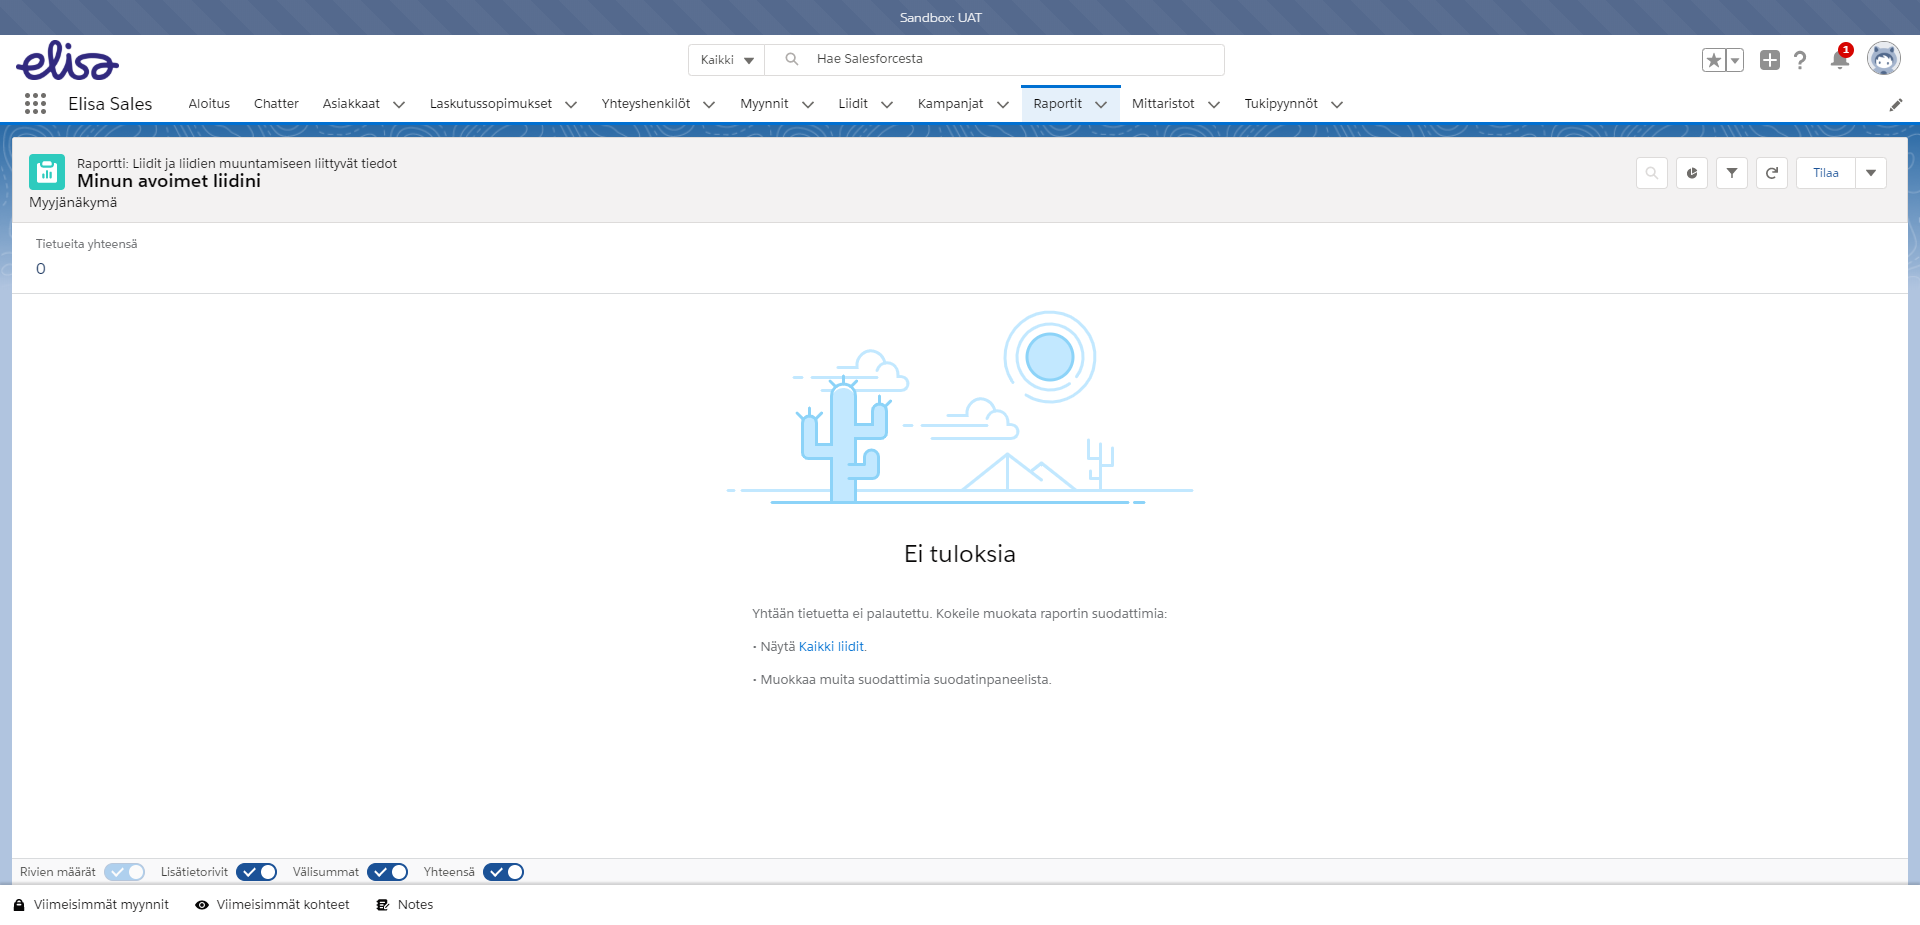 Sandbox: UAT
elisa
Kaikki
Hae Salesforcesta
1
Elisa Sales
Aloitus
Chatter
Asiakkaat
Laskutussopimukset
Yhteyshenkilöt
Myynnit
Liidit
Kampanjat
Raportit
Mittaristot
Tukipyynnöt
Raportti: Liidit ja liidien muuntamiseen liittyvät tiedot
Minun avoimet liidini
Myyjänäkymä
Tilaa
Tietueita yhteensä
0
Ei tuloksia
Yhtään tietuetta ei palautettu. Kokeile muokata raportin suodattimia:
• Näytä Kaikki liidit.
• Muokkaa muita suodattimia suodatinpaneelista.
Rivien määrät
Lisätietorivit
Välisummat
Yhteensä
Viimeisimmät myynnit
Viimeisimmät kohteet
Notes